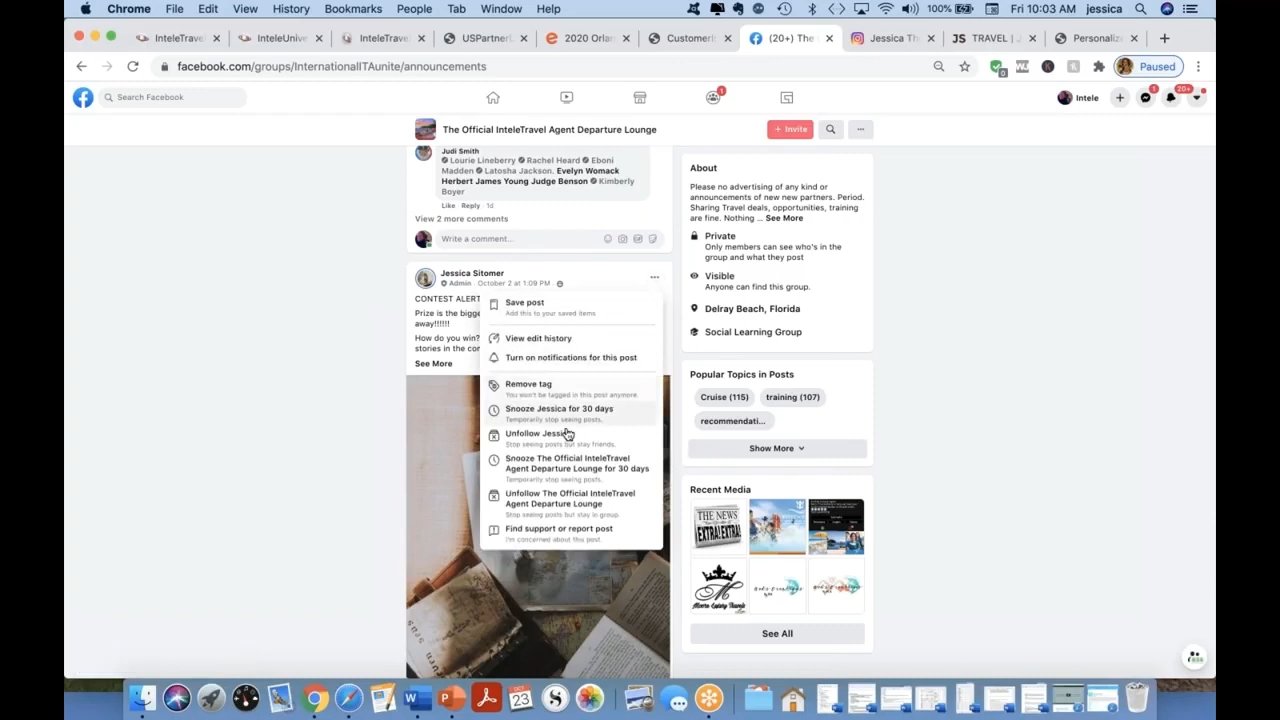 Chrome File Edit View History Bookmarks People Tab Window Help
100% Fri 10:03 AM jessica
InteleTravel InteleUnive InteleTravel USPartner 2020 Orlan CustomerI (20+) The Jessica Th JS TRAVEL | J Personaliz
facebook.com/groups/InternationalITAunite/announcements
Paused
Search Facebook
1
Intele
1
20+
The Official InteleTravel Agent Departure Lounge
+ Invite
Judi Smith
Lourie Lineberry Rachel Heard Eboni
Madden Latosha Jackson. Evelyn Womack
Herbert James Young Judge Benson Kimberly
Boyer
Like · Reply · 1d
View 2 more comments
Write a comment...
Jessica Sitomer
Admin · October 2 at 1:09 PM ·
CONTEST ALERT
Prize is the bigge
away!!!!!!
How do you win?
stories in the con
See More
Save post
Add this to your saved items
View edit history
Turn on notifications for this post
Remove tag
You won't be tagged in this post anymore.
Snooze Jessica for 30 days
Temporarily stop seeing posts.
Unfollow Jessica
Stop seeing posts but stay friends.
Snooze The Official InteleTravel
Agent Departure Lounge for 30 days
Temporarily stop seeing posts.
Unfollow The Official InteleTravel
Agent Departure Lounge
Stop seeing posts but stay in group.
Find support or report post
I'm concerned about this post.
About
Please no advertising of any kind or
announcements of new new partners. Period.
Sharing Travel deals, opportunities, training
are fine. Nothing ... See More
Private
Only members can see who's in the
group and what they post
Visible
Anyone can find this group.
Delray Beach, Florida
Social Learning Group
Popular Topics in Posts
Cruise (115) training (107)
recommendati...
Show More
Recent Media
THE NEWS
EXTRA! EXTRA!
See All
OCT
23